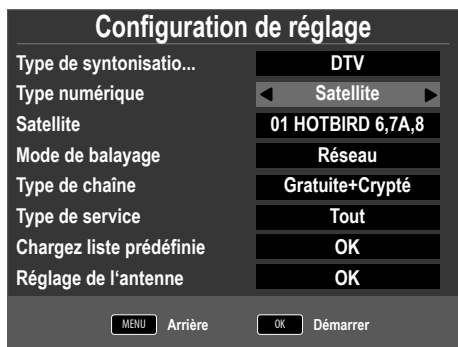 Configuration de réglage
Type de syntonisatio... DTV
Type numérique Satellite
Satellite 01 HOTBIRD 6,7A,8
Mode de balayage Réseau
Type de chaîne Gratuite+Crypté
Type de service Tout
Chargez liste prédéfinie OK
Réglage de l‘antenne OK
MENU Arrière OK Démarrer